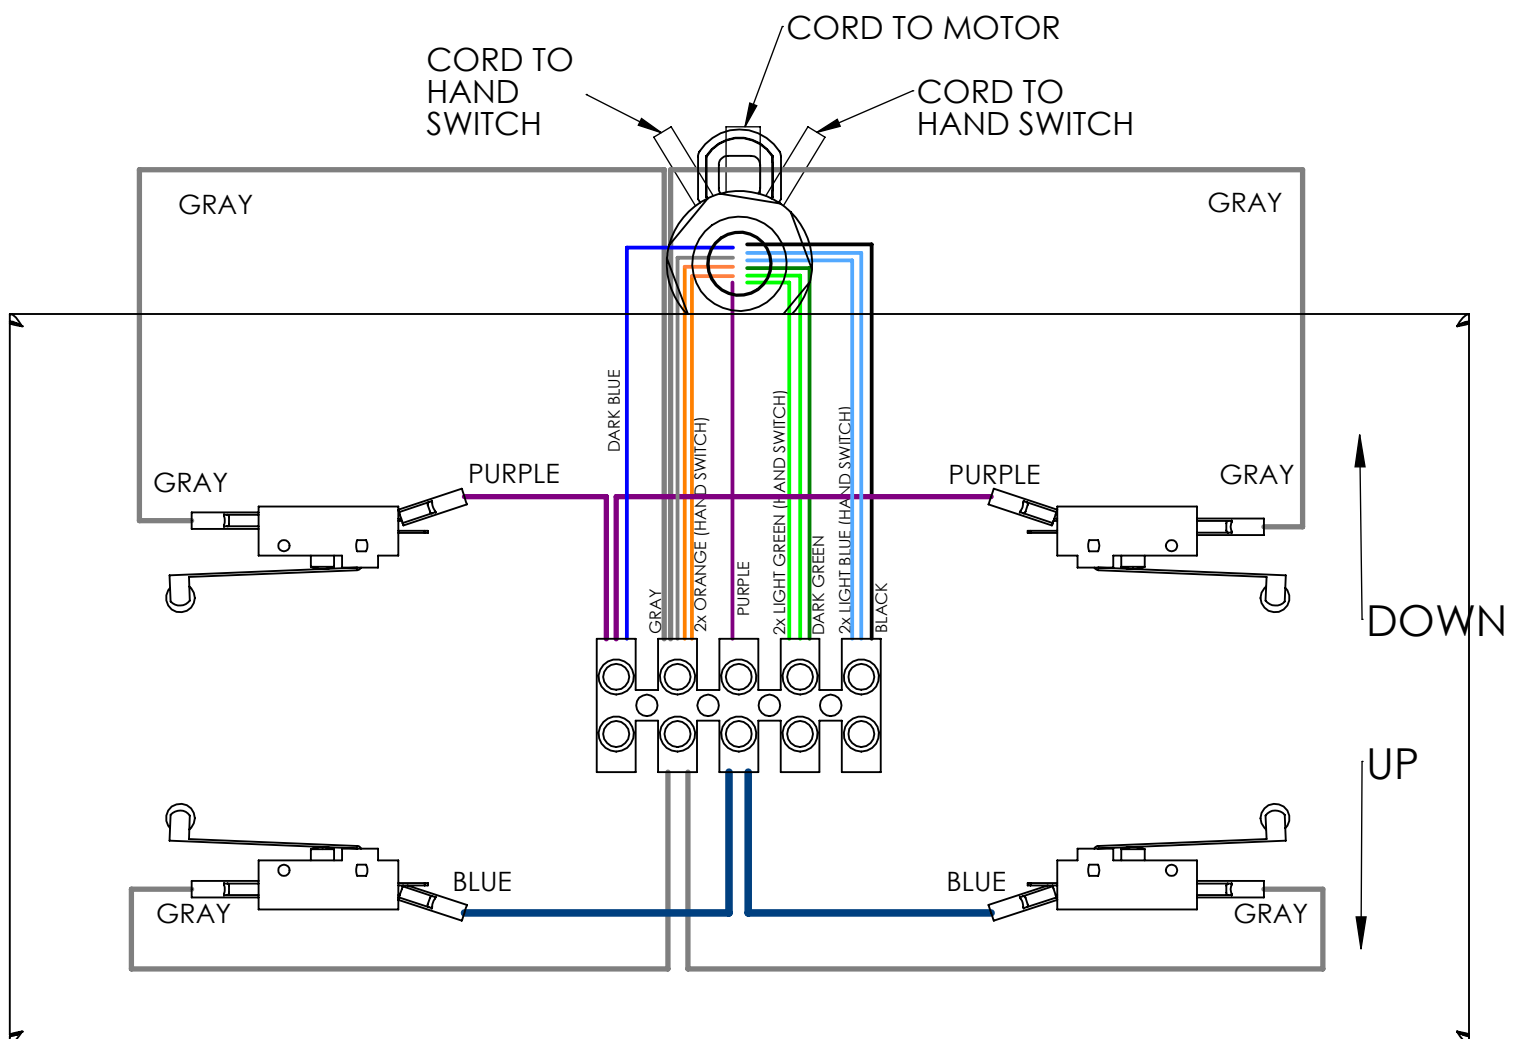 CORD TO MOTOR
CORD TO
HAND
SWITCH
CORD TO
HAND SWITCH
GRAY
GRAY
DARK BLUE
GRAY
2x ORANGE (HAND SWITCH)
PURPLE
2x LIGHT GREEN (HAND SWITCH)
DARK GREEN
2x LIGHT BLUE (HAND SWITCH)
BLACK
GRAY
PURPLE
PURPLE
GRAY
DOWN
UP
BLUE
GRAY
BLUE
GRAY